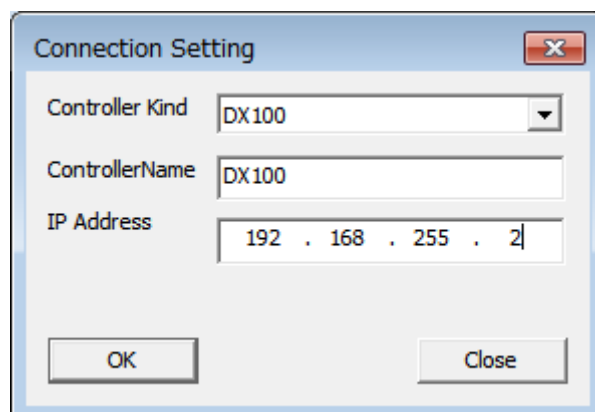 Connection Setting
Controller Kind DX100
ControllerName DX100
IP Address 192 . 168 . 255 . 2
OK Close